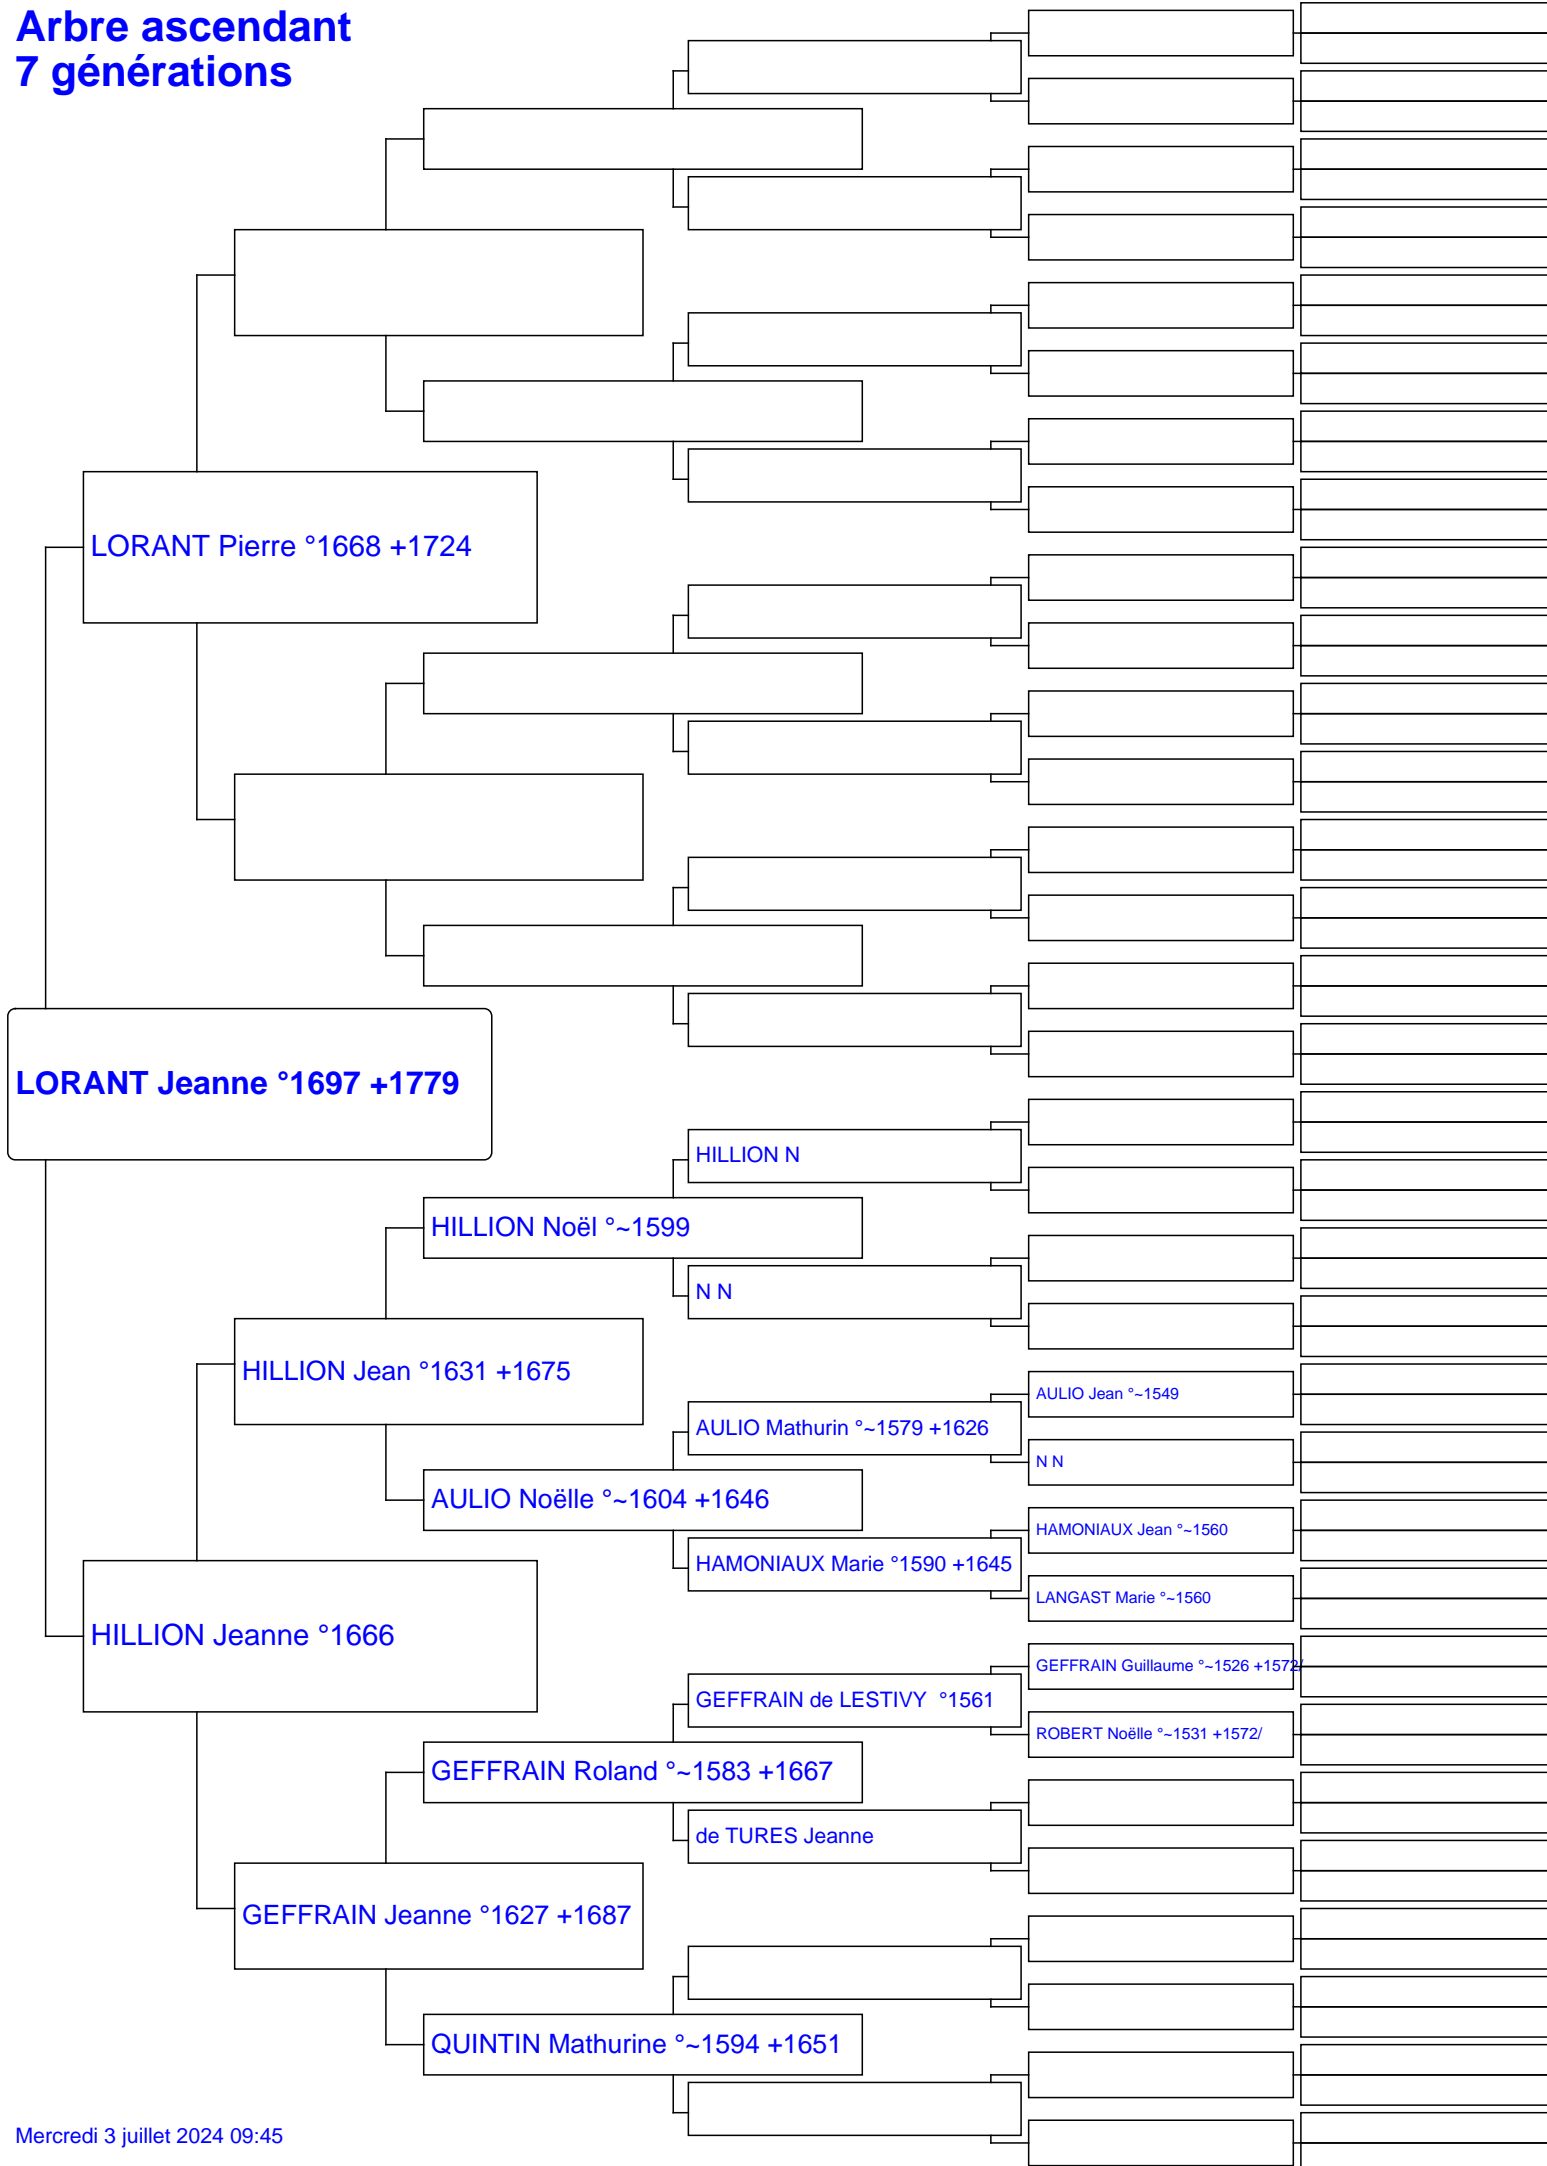 Arbre ascendant
7 générations
LORANT Pierre °1668 +1724
LORANT Jeanne °1697 +1779
HILLION N
HILLION Noël °~1599
N N
HILLION Jean °1631 +1675
AULIO Jean °~1549
AULIO Mathurin °~1579 +1626
N N
AULIO Noëlle °~1604 +1646
HAMONIAUX Jean °~1560
HAMONIAUX Marie °1590 +1645
LANGAST Marie °~1560
HILLION Jeanne °1666
GEFFRAIN Guillaume °~1526 +1572/
GEFFRAIN de LESTIVY °1561
ROBERT Noëlle °~1531 +1572/
GEFFRAIN Roland °~1583 +1667
de TURES Jeanne
GEFFRAIN Jeanne °1627 +1687
QUINTIN Mathurine °~1594 +1651
Mercredi 3 juillet 2024 09:45